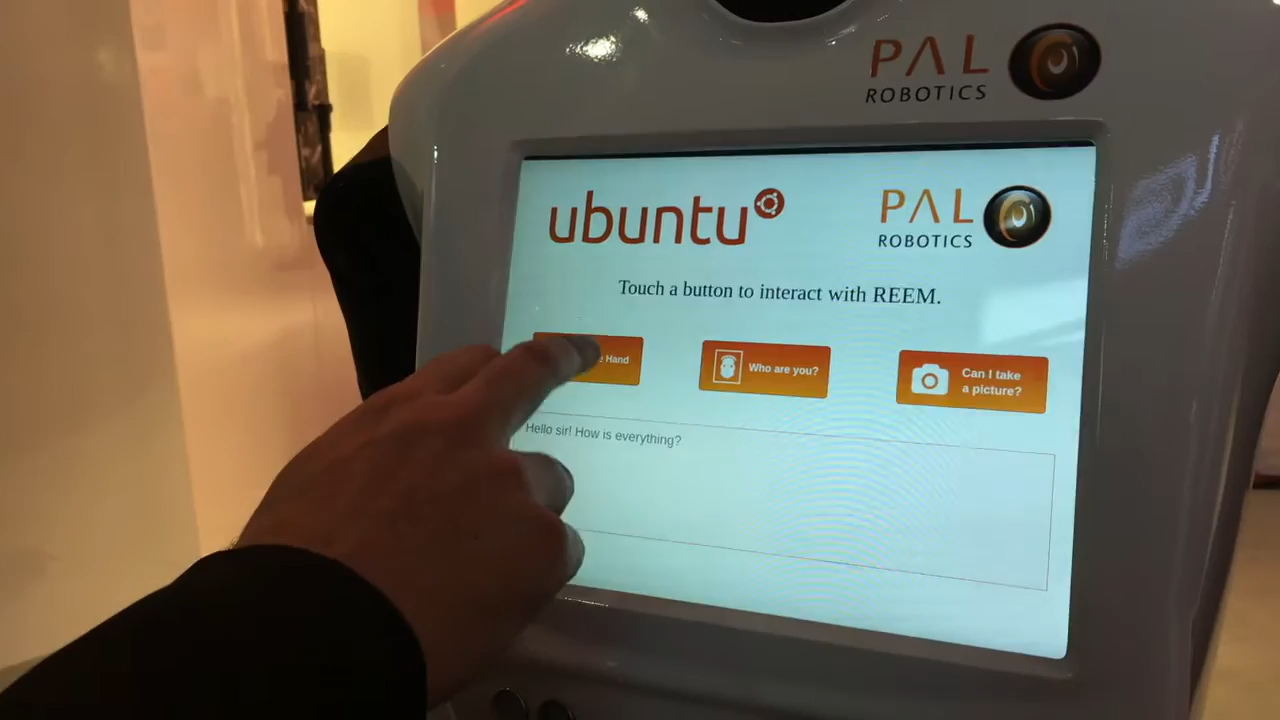 PAL
ROBOTICS
ubuntu
PAL
ROBOTICS
Touch a button to interact with REEM.
Hand
Who are you?
Can I take
a picture?
Hello sir! How is everything?